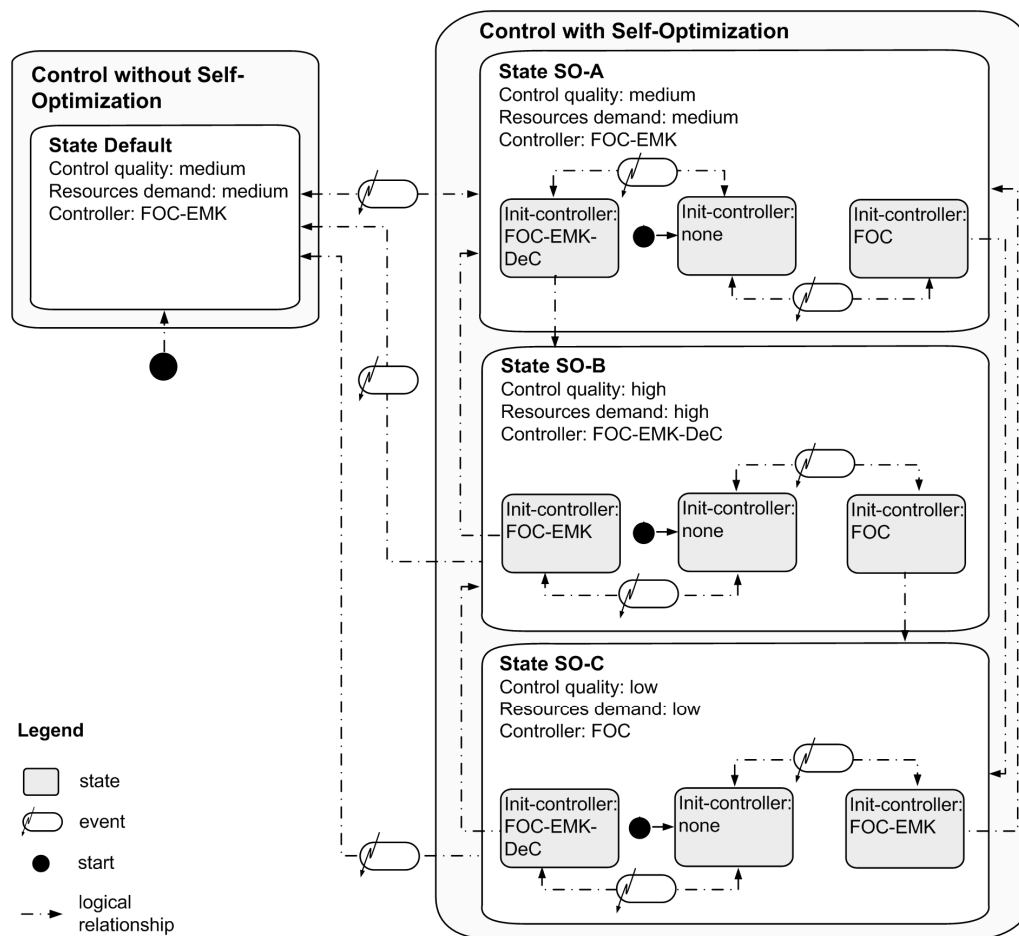 Control with Self-Optimization
Control without Self-
Optimization
State Default
Control quality: medium
Resources demand: medium
Controller: FOC-EMK
State SO-A
Control quality: medium
Resources demand: medium
Controller: FOC-EMK
Init-controller:
FOC-EMK-
DeC
Init-controller:
none
Init-controller:
FOC
State SO-B
Control quality: high
Resources demand: high
Controller: FOC-EMK-DeC
Init-controller:
FOC-EMK
Init-controller:
none
Init-controller:
FOC
State SO-C
Control quality: low
Resources demand: low
Controller: FOC
Init-controller:
FOC-EMK-
DeC
Init-controller:
none
Init-controller:
FOC-EMK
Legend
state
event
start
logical
relationship